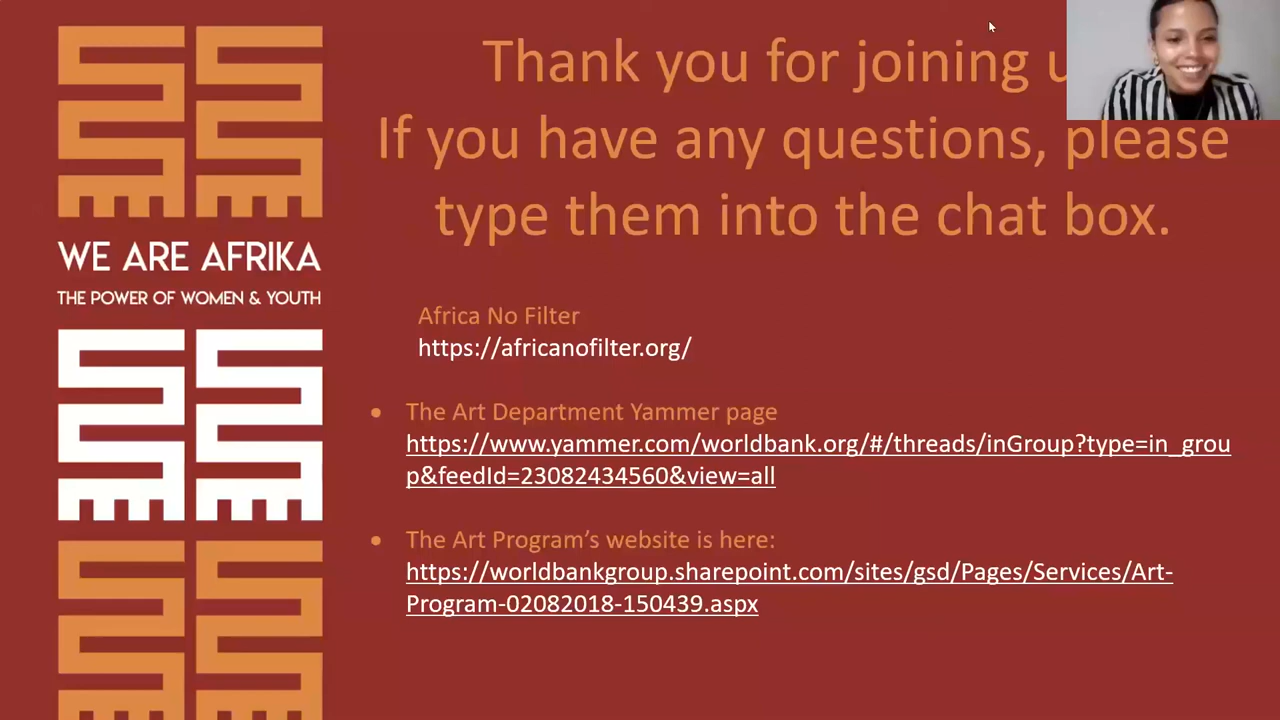 Thank you for joining
If you have any questions, please
type them into the chat box.
WE ARE AFRIKA
THE POWER OF WOMEN & YOUTH
Africa No Filter
https://africanofilter.org/
• The Art Department Yammer page
https://www.yammer.com/worldbank.org/#/threads/inGroup?type=in_grou
p&feedId=23082434560&view=all
• The Art Program’s website is here:
https://worldbankgroup.sharepoint.com/sites/gsd/Pages/Services/Art-
Program-02082018-150439.aspx